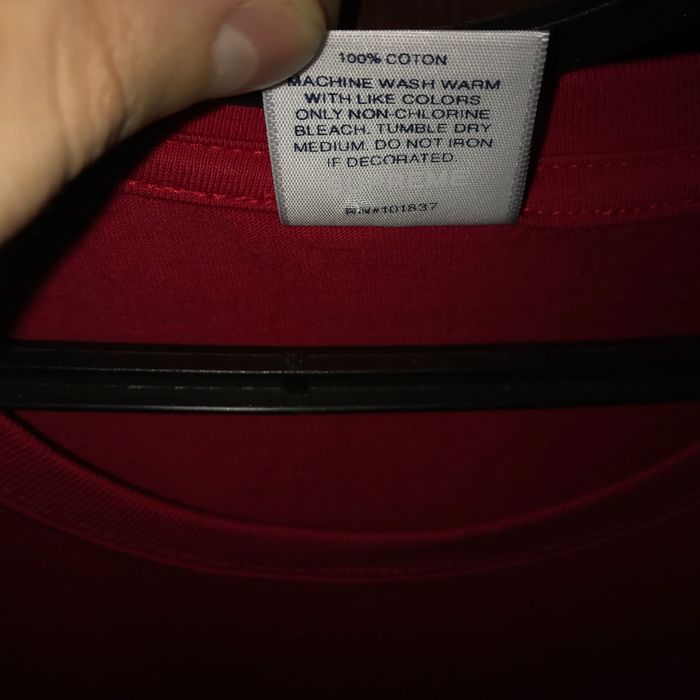 100% COTON
MACHINE WASH WARM
WITH LIKE COLORS
ONLY NON-CHLORINE
BLEACH. TUMBLE DRY
MEDIUM. DO NOT IRON
IF DECORATED
RN#101837